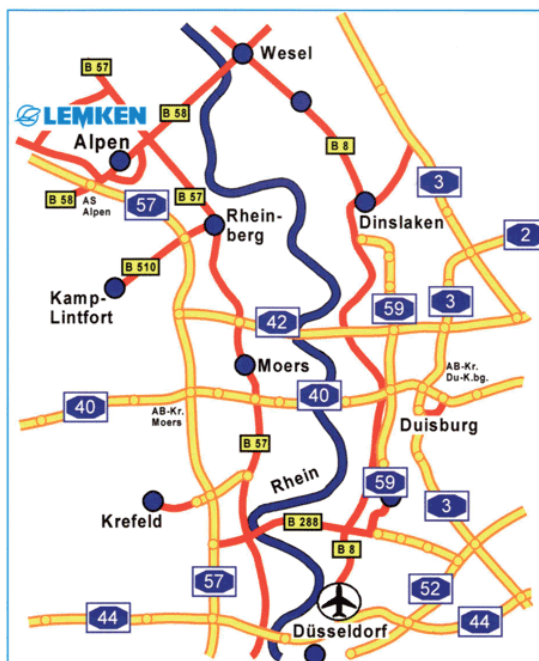 Wesel
B 57
LEMKEN
B 58
Alpen
B 8
3
B 58
AS
Alpen
57
B 57
Rhein-
berg
Dinslaken
2
B 510
Kamp-
Lintfort
59
3
42
Moers
AB-Kr.
Du-K.bg.
40
AB-Kr.
Moers
40
Duisburg
B 57
Rhein
59
Krefeld
B 288
3
B 8
57
52
44
44
Düsseldorf